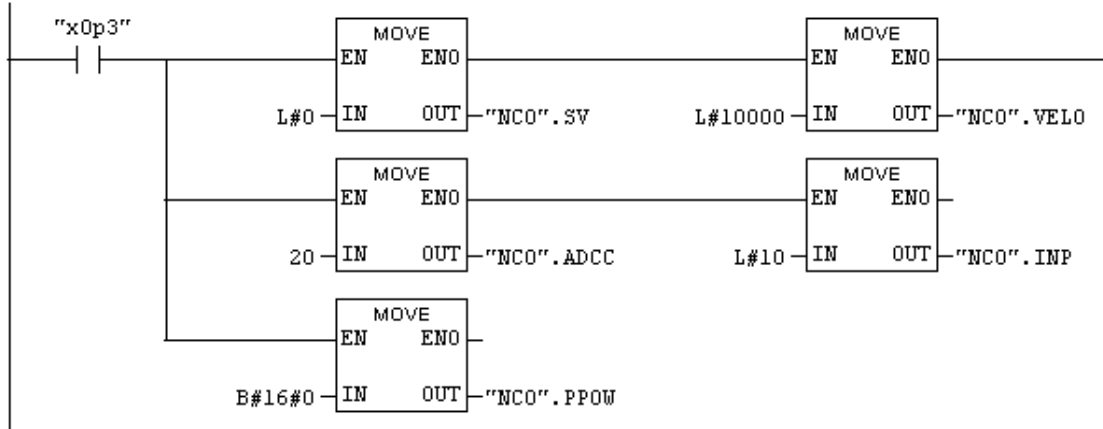 "x0p3"
MOVE MOVE
EN ENO EN ENO
L#0 IN OUT "NC0".SV L#10000 IN OUT "NC0".VELO
MOVE MOVE
EN ENO EN ENO
20 IN OUT "NC0".ADCC L#10 IN OUT "NC0".INP
MOVE
EN ENO
B#16#0 IN OUT "NC0".PPOW